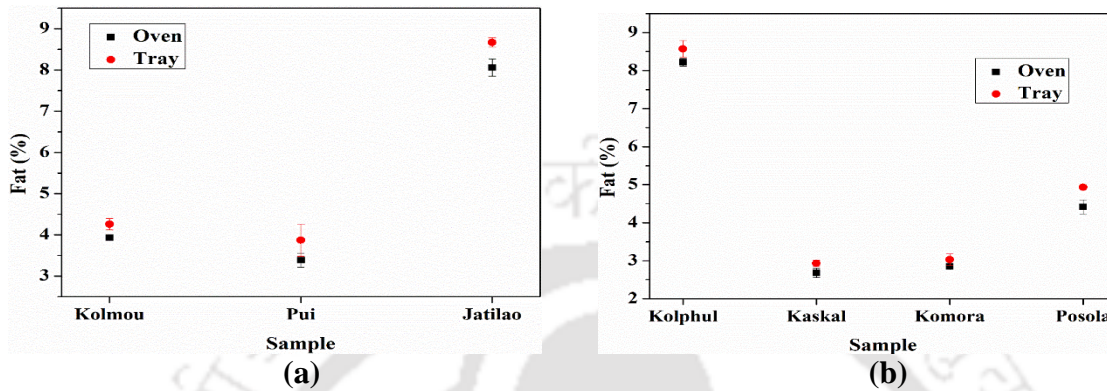 Oven
Tray
Fat (%)
9
8
7
6
5
4
3
Kolmou
Pui
Jatilao
Sample
(a)
Oven
Tray
Fat (%)
9
8
7
6
5
4
3
2
Kolphul
Kaskal
Komora
Posola
Sample
(b)